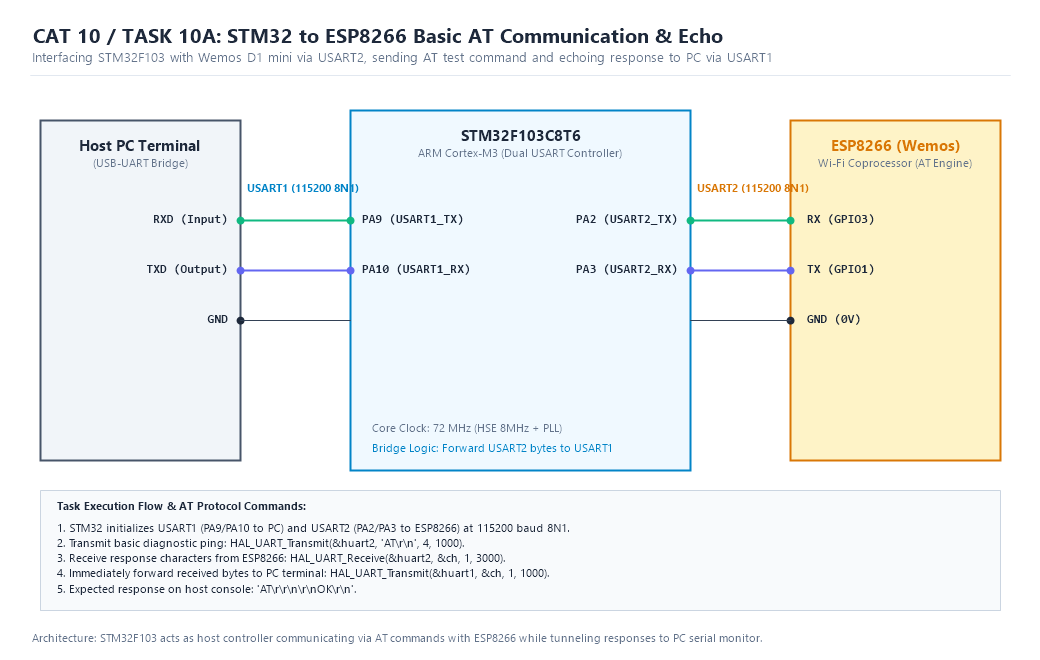 CAT 10 / TASK 10A: STM32 to ESP8266 Basic AT Communication & Echo
Interfacing STM32F103 with Wemos D1 mini via USART2, sending AT test command and echoing response to PC via USART1
Host PC Terminal
(USB-UART Bridge)
STM32F103C8T6
ARM Cortex-M3 (Dual USART Controller)
ESP8266 (Wemos)
Wi-Fi Coprocessor (AT Engine)
USART1 (115200 8N1)
USART2 (115200 8N1)
RXD (Input)
PA9 (USART1_TX)
PA2 (USART2_TX)
RX (GPIO3)
TXD (Output)
PA10 (USART1_RX)
PA3 (USART2_RX)
TX (GPIO1)
GND
GND (0V)
Core Clock: 72 MHz (HSE 8MHz + PLL)
Bridge Logic: Forward USART2 bytes to USART1
Task Execution Flow & AT Protocol Commands:
1. STM32 initializes USART1 (PA9/PA10 to PC) and USART2 (PA2/PA3 to ESP8266) at 115200 baud 8N1.
2. Transmit basic diagnostic ping: HAL_UART_Transmit(&huart2, 'AT\r\n', 4, 1000).
3. Receive response characters from ESP8266: HAL_UART_Receive(&huart2, &ch, 1, 3000).
4. Immediately forward received bytes to PC terminal: HAL_UART_Transmit(&huart1, &ch, 1, 1000).
5. Expected response on host console: 'AT\r\r\n\r\nOK\r\n'.
Architecture: STM32F103 acts as host controller communicating via AT commands with ESP8266 while tunneling responses to PC serial monitor.